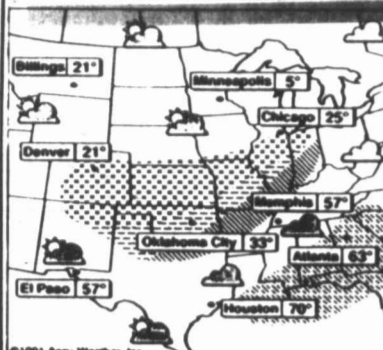 Billings 21°
Minneapolis 5°
Chicago 25°
Denver 21°
Memphis 57°
Oklahoma City 33°
Atlanta 63°
El Paso 57°
Houston 70°